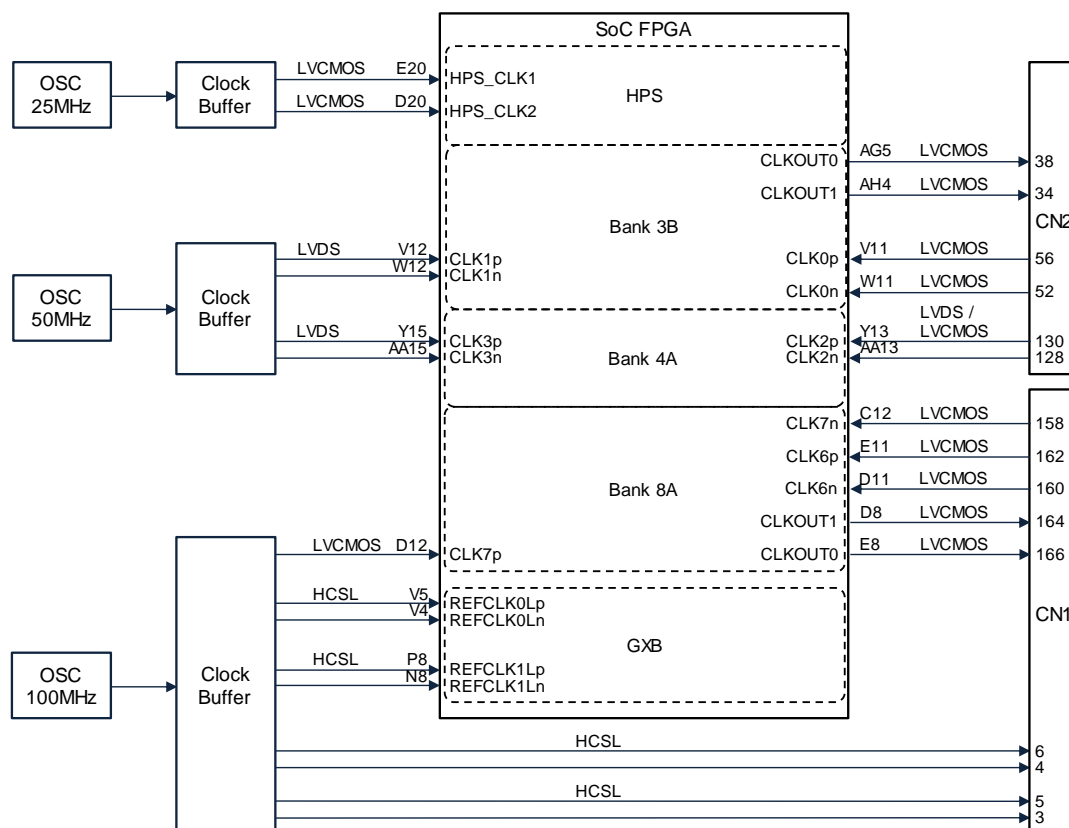 SoC FPGA
OSC
25MHz
Clock
Buffer
LVCMOS E20
LVCMOS D20
HPS_CLK1
HPS_CLK2
HPS
CLKOUT0
AG5 LVCMOS
38
CLKOUT1
AH4 LVCMOS
34
CN2
Bank 3B
OSC
50MHz
Clock
Buffer
LVDS V12
W12
CLK1p
CLK1n
CLK0p
V11 LVCMOS
56
CLK0n
W11 LVCMOS
52
LVDS Y15
AA15
CLK3p
CLK3n
Bank 4A
CLK2p
CLK2n
LVDS /
Y13 LVCMOS
AA13
130
128
CLK7n
C12 LVCMOS
158
CLK6p
E11 LVCMOS
162
Bank 8A
CLK6n
D11 LVCMOS
160
CLKOUT1
D8 LVCMOS
164
LVCMOS D12
CLK7p
CLKOUT0
E8 LVCMOS
166
CN1
OSC
100MHz
Clock
Buffer
HCSL V5
V4
REFCLK0Lp
REFCLK0Ln
GXB
HCSL P8
N8
REFCLK1Lp
REFCLK1Ln
HCSL
6
4
HCSL
5
3